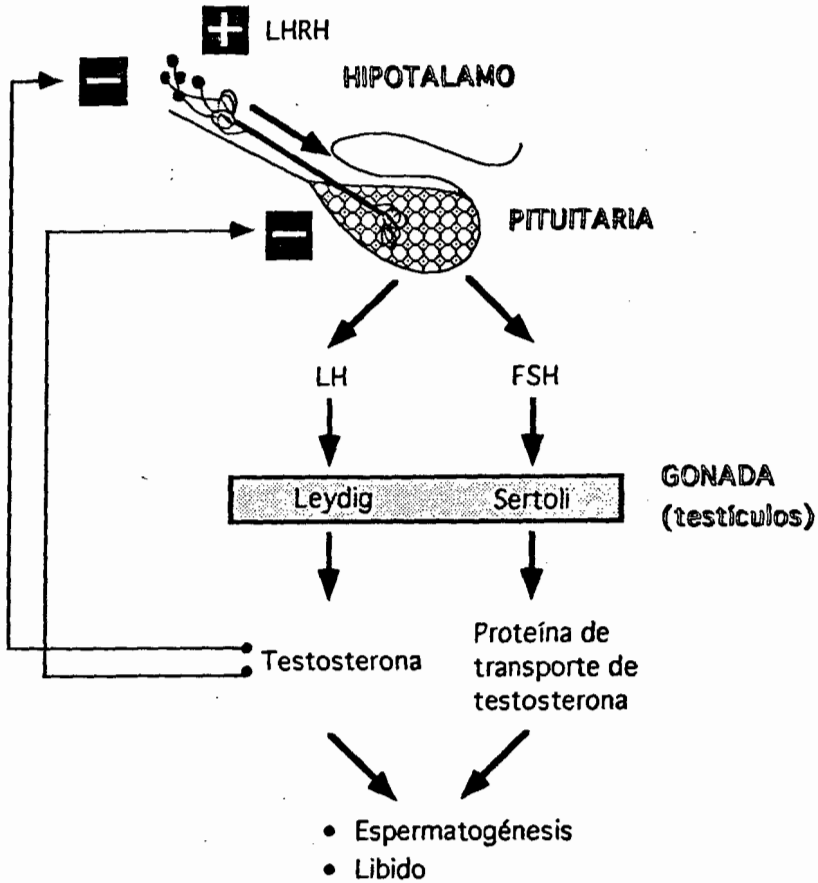 + LHRH
HIPOTALAMO
−
PITUITARIA
−
LH FSH
Leydig Sertoli
GONADA
(testículos)
Testosterona
Proteína de
transporte de
testosterona
• Espermatogénesis
• Libido